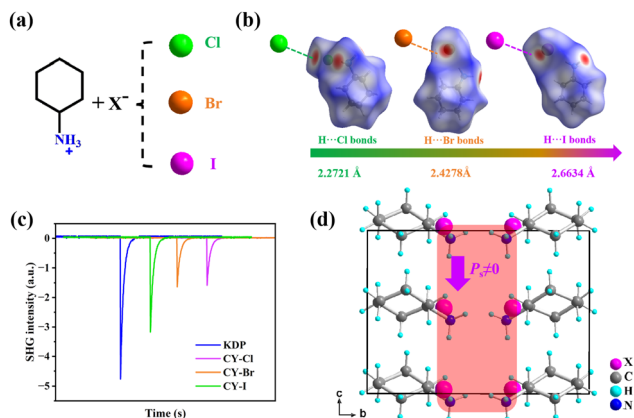 (a)
NH₃
+
+ X⁻
Cl
Br
I
(b)
H···Cl bonds
H···Br bonds
H···I bonds
2.2721 Å
2.4278Å
2.6634 Å
(c)
SHG intensity (a.u.)
0
−1
−2
−3
−4
−5
KDP
CY-Cl
CY-Br
CY-I
Time (s)
(d)
Pₛ≠0
X
C
H
N
c
b